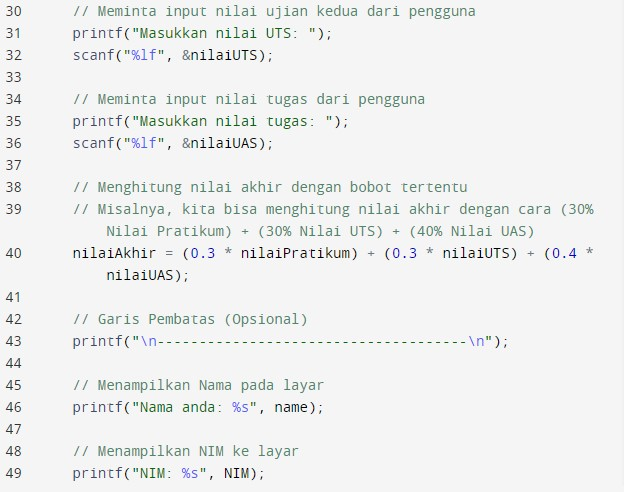 30 // Meminta input nilai ujian kedua dari pengguna
31 printf("Masukkan nilai UTS: ");
32 scanf("%lf", &nilaiUTS);
33
34 // Meminta input nilai tugas dari pengguna
35 printf("Masukkan nilai tugas: ");
36 scanf("%lf", &nilaiUAS);
37
38 // Menghitung nilai akhir dengan bobot tertentu
39 // Misalnya, kita bisa menghitung nilai akhir dengan cara (30%
Nilai Pratikum) + (30% Nilai UTS) + (40% Nilai UAS)
40 nilaiAkhir = (0.3 * nilaiPratikum) + (0.3 * nilaiUTS) + (0.4 *
nilaiUAS);
41
42 // Garis Pembatas (Opsional)
43 printf("\n-------------------------------------\n");
44
45 // Menampilkan Nama pada layar
46 printf("Nama anda: %s", name);
47
48 // Menampilkan NIM ke layar
49 printf("NIM: %s", NIM);